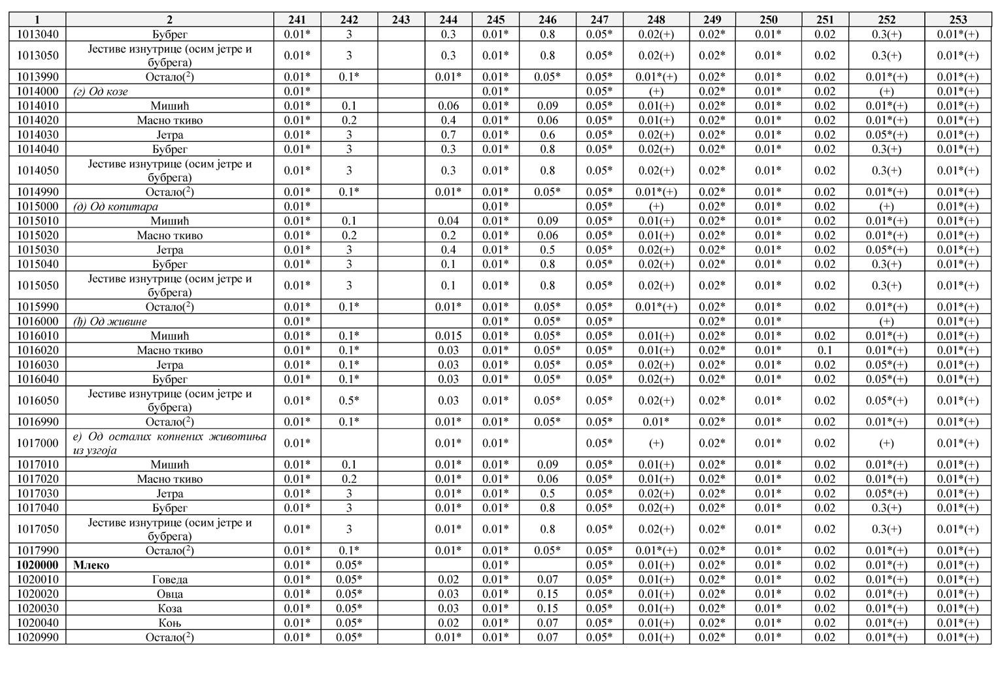 1 2 241 242 243 244 245 246 247 248 249 250 251 252 253
1013040 Бубрег 0.01* 3 0.3 0.01* 0.8 0.05* 0.02(+) 0.02* 0.01* 0.02 0.3(+) 0.01*(+)
1013050 Јестиве изнутрице (осим јетре и
бубрега) 0.01* 3 0.3 0.01* 0.8 0.05* 0.02(+) 0.02* 0.01* 0.02 0.3(+) 0.01*(+)
1013990 Остало(2) 0.01* 0.1* 0.01* 0.01* 0.05* 0.05* 0.01*(+) 0.02* 0.01* 0.02 0.01*(+) 0.01*(+)
1014000 (г) Од козе 0.01* 0.01* 0.05* (+) 0.02* 0.01* 0.02 (+) 0.01*(+)
1014010 Мишић 0.01* 0.1 0.06 0.01* 0.09 0.05* 0.01(+) 0.02* 0.01* 0.02 0.01*(+) 0.01*(+)
1014020 Масно ткиво 0.01* 0.2 0.4 0.01* 0.06 0.05* 0.01(+) 0.02* 0.01* 0.02 0.01*(+) 0.01*(+)
1014030 Јетра 0.01* 3 0.7 0.01* 0.6 0.05* 0.02(+) 0.02* 0.01* 0.02 0.05*(+) 0.01*(+)
1014040 Бубрег 0.01* 3 0.3 0.01* 0.8 0.05* 0.02(+) 0.02* 0.01* 0.02 0.3(+) 0.01*(+)
1014050 Јестиве изнутрице (осим јетре и
бубрега) 0.01* 3 0.3 0.01* 0.8 0.05* 0.02(+) 0.02* 0.01* 0.02 0.3(+) 0.01*(+)
1014990 Остало(2) 0.01* 0.1* 0.01* 0.01* 0.05* 0.05* 0.01*(+) 0.02* 0.01* 0.02 0.01*(+) 0.01*(+)
1015000 (д) Од копитара 0.01* 0.01* 0.05* (+) 0.02* 0.01* 0.02 (+) 0.01*(+)
1015010 Мишић 0.01* 0.1 0.04 0.01* 0.09 0.05* 0.01(+) 0.02* 0.01* 0.02 0.01*(+) 0.01*(+)
1015020 Масно ткиво 0.01* 0.2 0.2 0.01* 0.06 0.05* 0.01(+) 0.02* 0.01* 0.02 0.01*(+) 0.01*(+)
1015030 Јетра 0.01* 3 0.4 0.01* 0.5 0.05* 0.02(+) 0.02* 0.01* 0.02 0.05*(+) 0.01*(+)
1015040 Бубрег 0.01* 3 0.1 0.01* 0.8 0.05* 0.02(+) 0.02* 0.01* 0.02 0.3(+) 0.01*(+)
1015050 Јестиве изнутрице (осим јетре и
бубрега) 0.01* 3 0.1 0.01* 0.8 0.05* 0.02(+) 0.02* 0.01* 0.02 0.3(+) 0.01*(+)
1015990 Остало(2) 0.01* 0.1* 0.01* 0.01* 0.05* 0.05* 0.01*(+) 0.02* 0.01* 0.02 0.01*(+) 0.01*(+)
1016000 (ђ) Од живине 0.01* 0.01* 0.05* 0.05* 0.02* 0.01* (+) 0.01*(+)
1016010 Мишић 0.01* 0.1* 0.015 0.01* 0.05* 0.05* 0.01(+) 0.02* 0.01* 0.02 0.01*(+) 0.01*(+)
1016020 Масно ткиво 0.01* 0.1* 0.03 0.01* 0.05* 0.05* 0.01(+) 0.02* 0.01* 0.1 0.01*(+) 0.01*(+)
1016030 Јетра 0.01* 0.1* 0.03 0.01* 0.05* 0.05* 0.02(+) 0.02* 0.01* 0.02 0.05*(+) 0.01*(+)
1016040 Бубрег 0.01* 0.1* 0.03 0.01* 0.05* 0.05* 0.02(+) 0.02* 0.01* 0.02 0.05*(+) 0.01*(+)
1016050 Јестиве изнутрице (осим јетре и
бубрега) 0.01* 0.5* 0.03 0.01* 0.05* 0.05* 0.02(+) 0.02* 0.01* 0.02 0.05*(+) 0.01*(+)
1016990 Остало(2) 0.01* 0.1* 0.01* 0.01* 0.05* 0.05* 0.01* 0.02* 0.01* 0.02 0.01*(+) 0.01*(+)
1017000 е) Од осталих копнених животиња
из узгоја 0.01* 0.01* 0.01* 0.05* (+) 0.02* 0.01* 0.02 (+) 0.01*(+)
1017010 Мишић 0.01* 0.1 0.01* 0.01* 0.09 0.05* 0.01(+) 0.02* 0.01* 0.02 0.01*(+) 0.01*(+)
1017020 Масно ткиво 0.01* 0.2 0.01* 0.01* 0.06 0.05* 0.01(+) 0.02* 0.01* 0.02 0.01*(+) 0.01*(+)
1017030 Јетра 0.01* 3 0.01* 0.01* 0.5 0.05* 0.02(+) 0.02* 0.01* 0.02 0.05*(+) 0.01*(+)
1017040 Бубрег 0.01* 3 0.01* 0.01* 0.8 0.05* 0.02(+) 0.02* 0.01* 0.02 0.3(+) 0.01*(+)
1017050 Јестиве изнутрице (осим јетре и
бубрега) 0.01* 3 0.01* 0.01* 0.8 0.05* 0.02(+) 0.02* 0.01* 0.02 0.3(+) 0.01*(+)
1017990 Остало(2) 0.01* 0.1* 0.01* 0.01* 0.05* 0.05* 0.01*(+) 0.02* 0.01* 0.02 0.01*(+) 0.01*(+)
1020000 Млеко 0.01* 0.05* 0.01* 0.05* 0.01(+) 0.02* 0.01* 0.02 0.01*(+) 0.01*(+)
1020010 Говеда 0.01* 0.05* 0.02 0.01* 0.07 0.05* 0.01(+) 0.02* 0.01* 0.02 0.01*(+) 0.01*(+)
1020020 Овца 0.01* 0.05* 0.03 0.01* 0.15 0.05* 0.01(+) 0.02* 0.01* 0.02 0.01*(+) 0.01*(+)
1020030 Коза 0.01* 0.05* 0.03 0.01* 0.15 0.05* 0.01(+) 0.02* 0.01* 0.02 0.01*(+) 0.01*(+)
1020040 Коњ 0.01* 0.05* 0.02 0.01* 0.07 0.05* 0.01(+) 0.02* 0.01* 0.02 0.01*(+) 0.01*(+)
1020990 Остало(2) 0.01* 0.05* 0.01* 0.01* 0.07 0.05* 0.01(+) 0.02* 0.01* 0.02 0.01*(+) 0.01*(+)